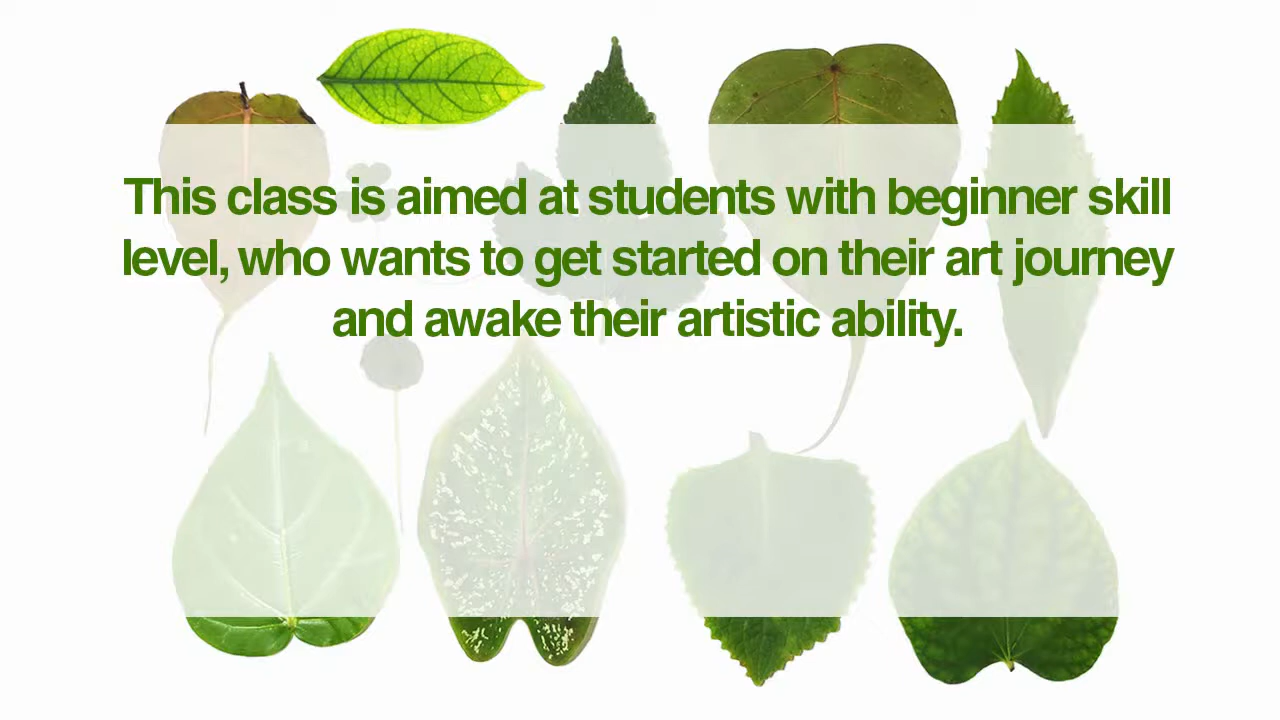 This class is aimed at students with beginner skill
level, who wants to get started on their art journey
and awake their artistic ability.